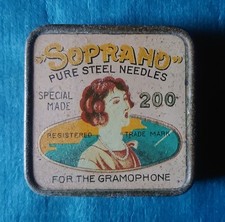 "SOPRANO"
PURE STEEL NEEDLES
SPECIAL MADE
200
REGISTERED TRADE MARK
FOR THE GRAMOPHONE